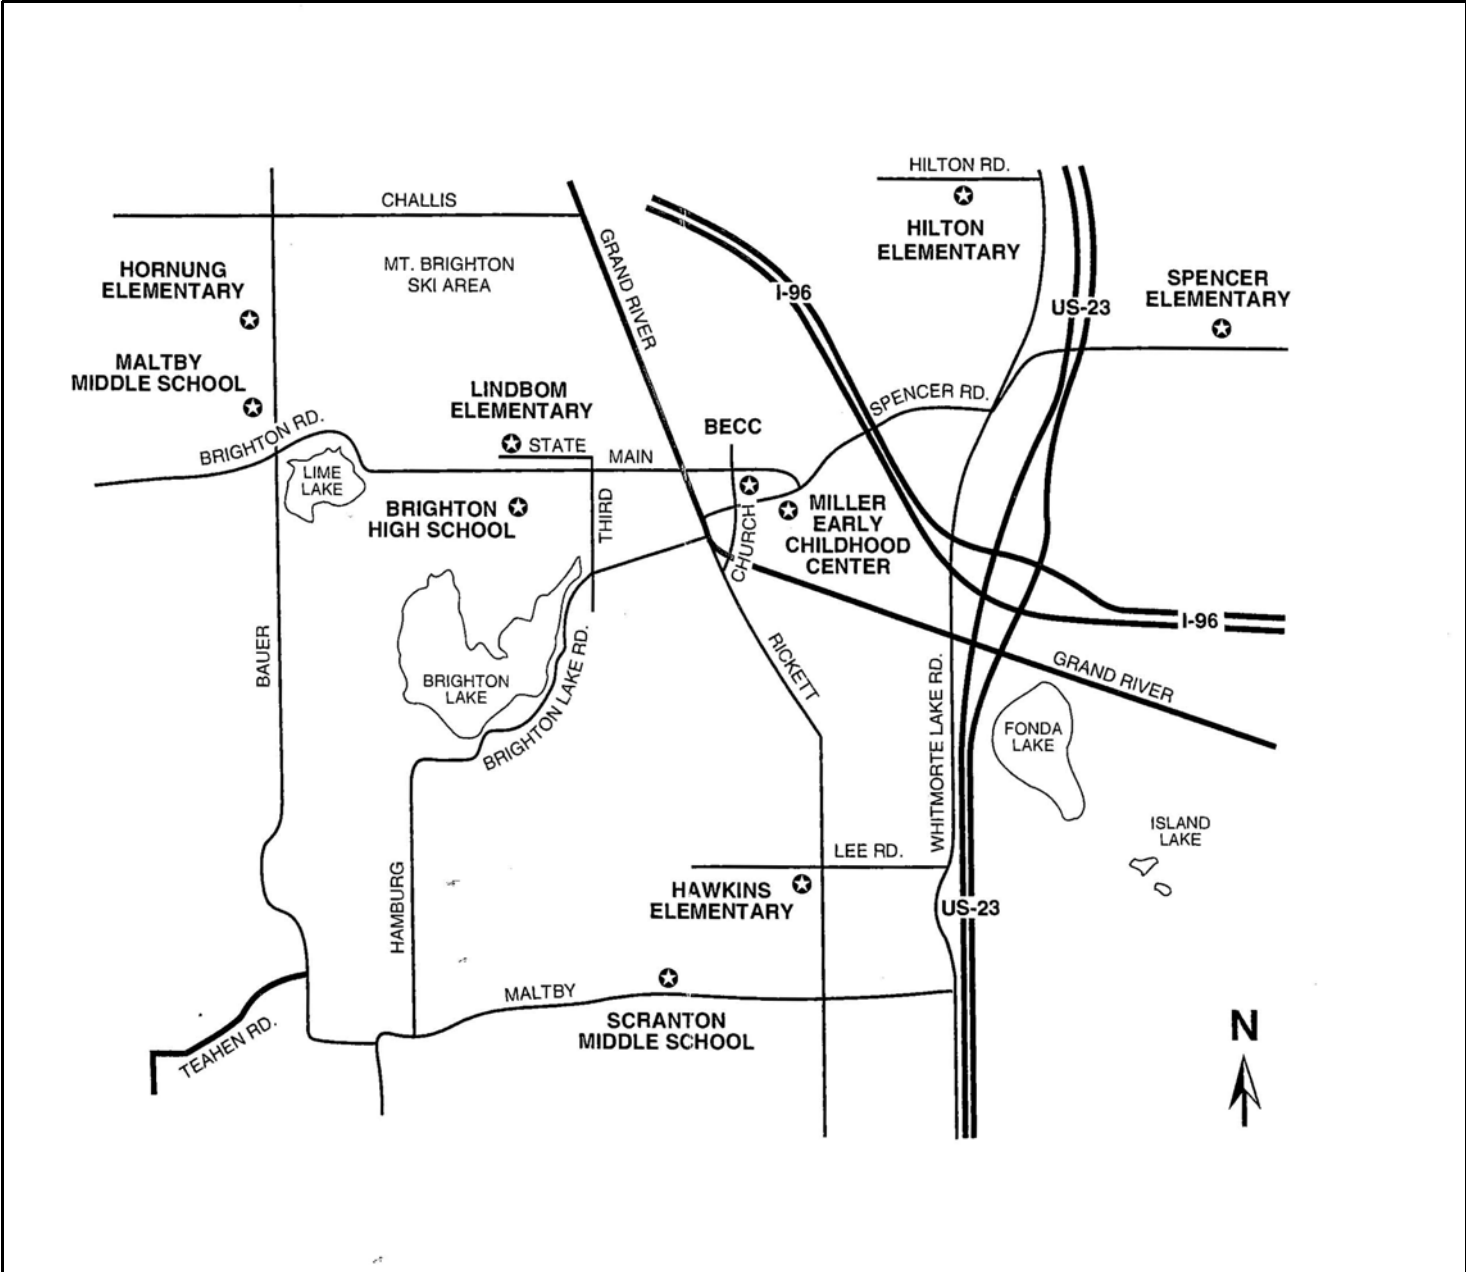 HILTON RD.
CHALLIS
HILTON
ELEMENTARY
GRAND RIVER
MT. BRIGHTON
SKI AREA
HORNUNG
ELEMENTARY
I-96
US-23
SPENCER
ELEMENTARY
MALTBY
MIDDLE SCHOOL
LINDBOM
ELEMENTARY
SPENCER RD.
BRIGHTON RD.
BECC
STATE
MAIN
LIME
LAKE
BRIGHTON
HIGH SCHOOL
THIRD
CHURCH
MILLER
EARLY
CHILDHOOD
CENTER
I-96
BAUER
BRIGHTON
LAKE
BRIGHTON LAKE RD.
RICKETT
WHITMORTE LAKE RD.
GRAND RIVER
FONDA
LAKE
ISLAND
LAKE
LEE RD.
HAWKINS
ELEMENTARY
US-23
HAMBURG
MALTBY
SCRANTON
MIDDLE SCHOOL
TEAHEN RD.
N